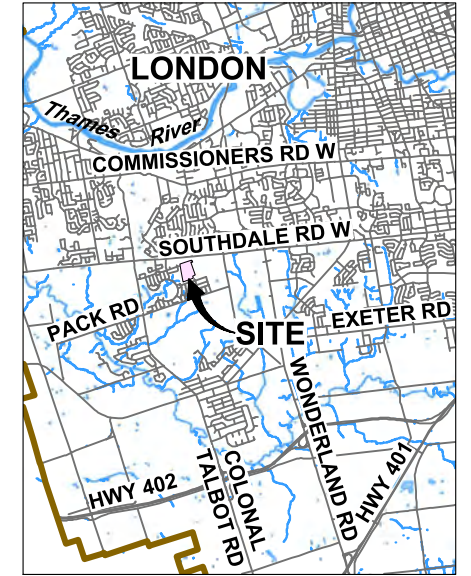 LONDON
Thames River
COMMISSIONERS RD W
SOUTHDALE RD W
PACK RD
SITE
EXETER RD
WONDERLAND RD
COLONAL
TALBOT RD
HWY 402
HWY 401